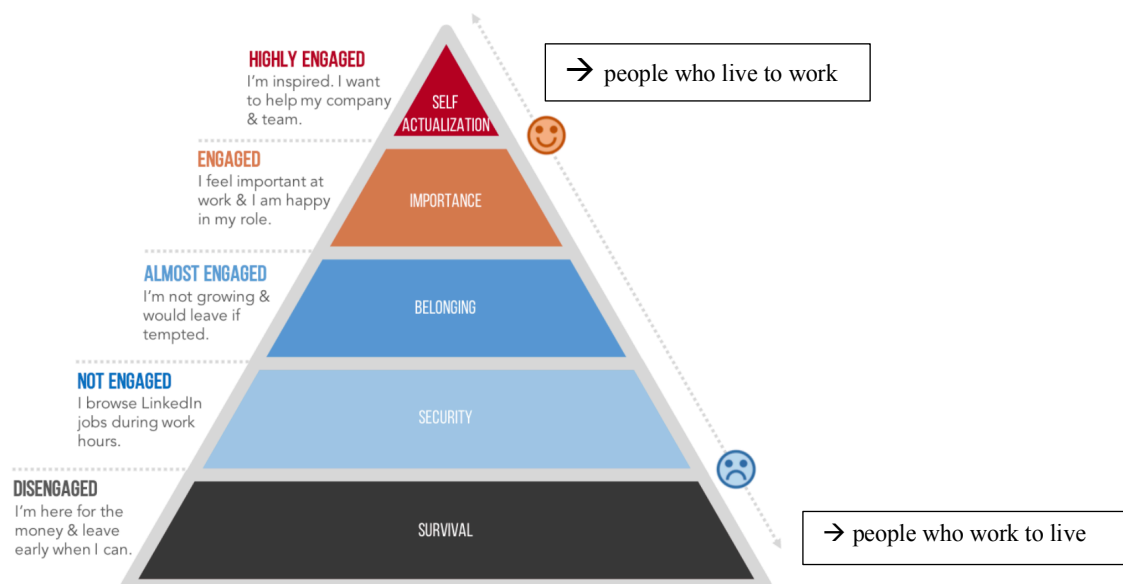 HIGHLY ENGAGED
I'm inspired. I want
to help my company
& team.
→ people who live to work
SELF
ACTUALIZATION
ENGAGED
I feel important at
work & I am happy
in my role.
IMPORTANCE
ALMOST ENGAGED
I'm not growing &
would leave if
tempted.
BELONGING
NOT ENGAGED
I browse LinkedIn
jobs during work
hours.
SECURITY
DISENGAGED
I'm here for the
money & leave
early when I can.
SURVIVAL
→ people who work to live